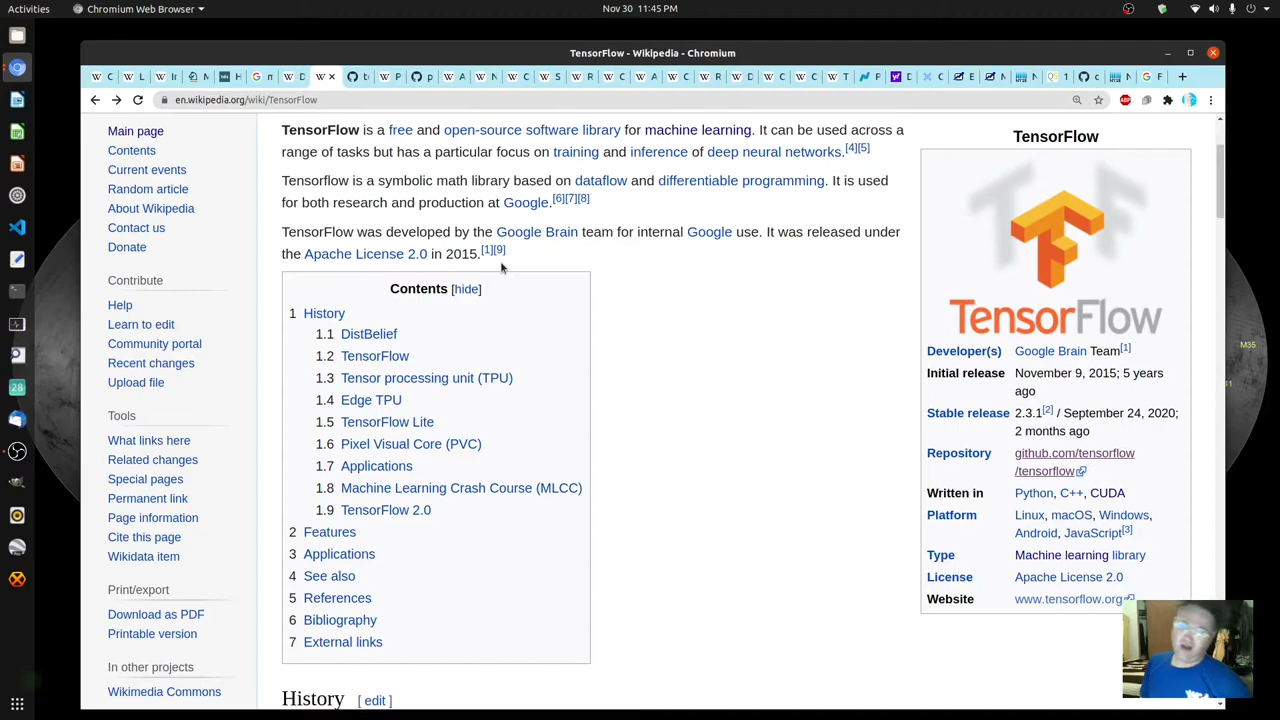 Activities
Chromium Web Browser
Nov 30 11:45 PM
TensorFlow - Wikipedia - Chromium
en.wikipedia.org/wiki/TensorFlow
Main page
Contents
Current events
Random article
About Wikipedia
Contact us
Donate
Contribute
Help
Learn to edit
Community portal
Recent changes
Upload file
Tools
What links here
Related changes
Special pages
Permanent link
Page information
Cite this page
Wikidata item
Print/export
Download as PDF
Printable version
In other projects
Wikimedia Commons
TensorFlow is a free and open-source software library for machine learning. It can be used across a
range of tasks but has a particular focus on training and inference of deep neural networks.[4][5]
Tensorflow is a symbolic math library based on dataflow and differentiable programming. It is used
for both research and production at Google.[6][7][8]
TensorFlow was developed by the Google Brain team for internal Google use. It was released under
the Apache License 2.0 in 2015.[1][9]
Contents [hide]
1 History
1.1 DistBelief
1.2 TensorFlow
1.3 Tensor processing unit (TPU)
1.4 Edge TPU
1.5 TensorFlow Lite
1.6 Pixel Visual Core (PVC)
1.7 Applications
1.8 Machine Learning Crash Course (MLCC)
1.9 TensorFlow 2.0
2 Features
3 Applications
4 See also
5 References
6 Bibliography
7 External links
History [ edit ]
TensorFlow
TensorFlow
Developer(s) Google Brain Team[1]
Initial release November 9, 2015; 5 years
ago
Stable release 2.3.1[2] / September 24, 2020;
2 months ago
Repository github.com/tensorflow
/tensorflow
Written in Python, C++, CUDA
Platform Linux, macOS, Windows,
Android, JavaScript[3]
Type Machine learning library
License Apache License 2.0
Website www.tensorflow.org
M35
28